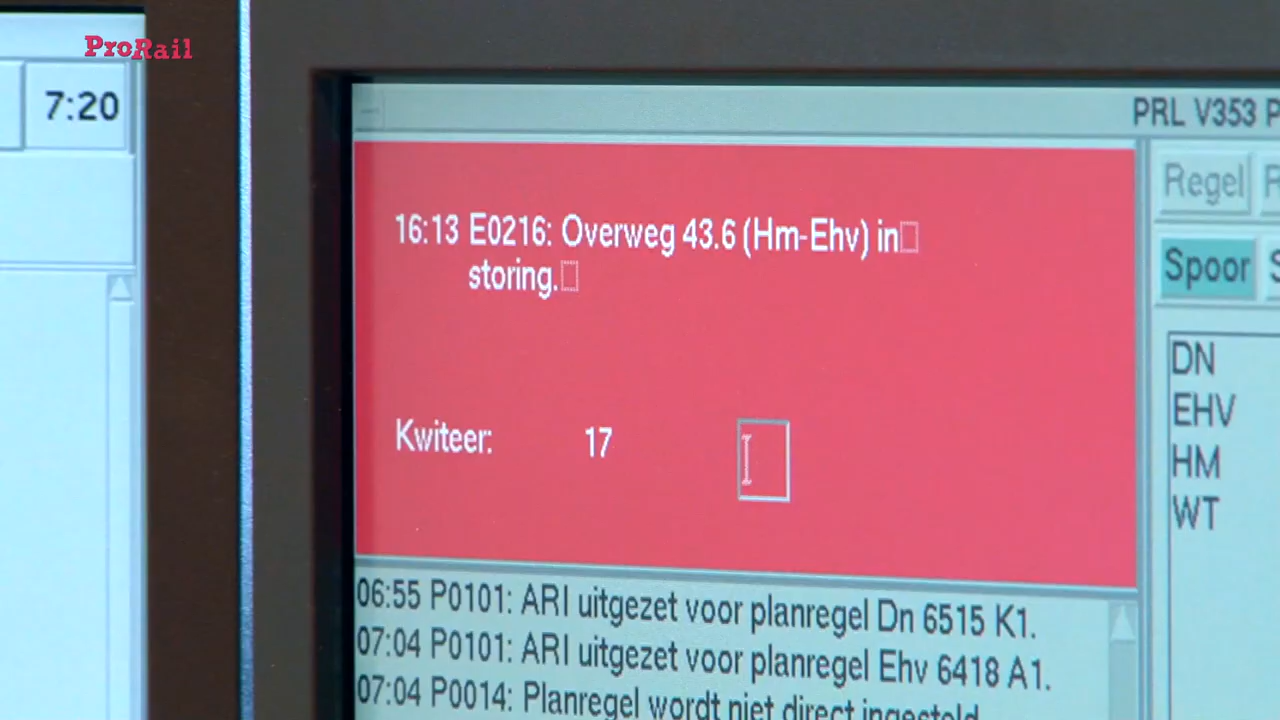 ProRail
7:20
PRL V353 P
16:13 E0216: Overweg 43.6 (Hm-Ehv) in
storing.
Kwiteer: 17
Regel R
Spoor S
DN
EHV
HM
WT
06:55 P0101: ARI uitgezet voor planregel Dn 6515 K1.
07:04 P0101: ARI uitgezet voor planregel Ehv 6418 A1.
07:04 P0014: Planregel wordt niet direct ingesteld.